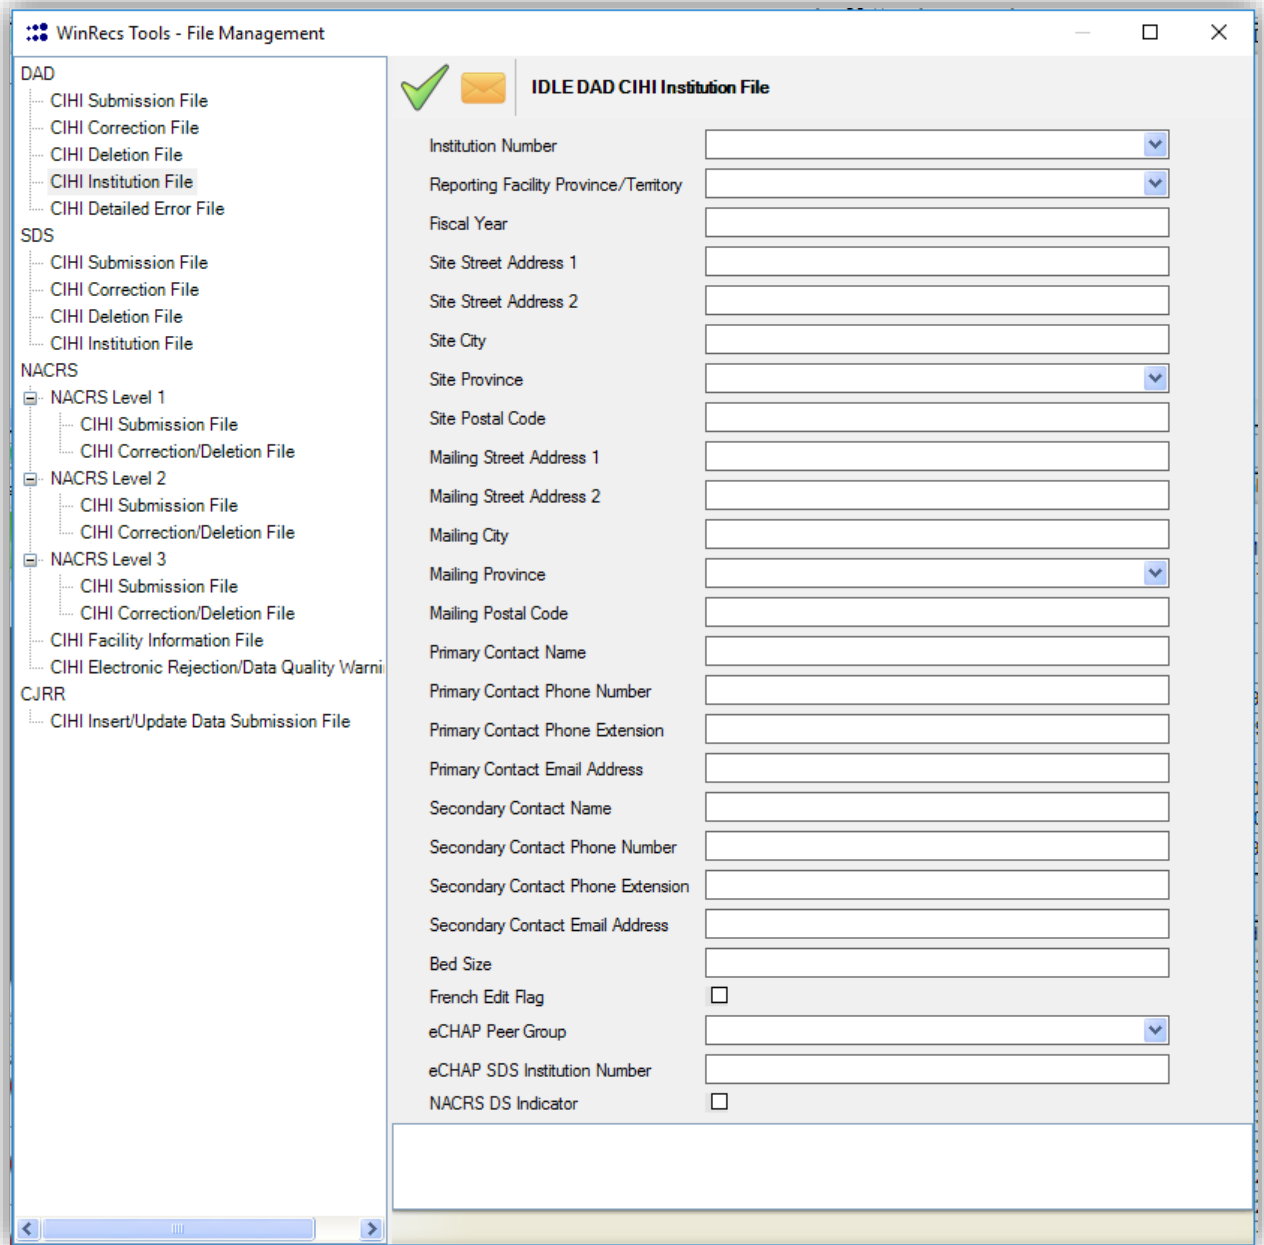 WinRecs Tools - File Management
DAD
CIHI Submission File
CIHI Correction File
CIHI Deletion File
CIHI Institution File
CIHI Detailed Error File
SDS
CIHI Submission File
CIHI Correction File
CIHI Deletion File
CIHI Institution File
NACRS
NACRS Level 1
CIHI Submission File
CIHI Correction/Deletion File
NACRS Level 2
CIHI Submission File
CIHI Correction/Deletion File
NACRS Level 3
CIHI Submission File
CIHI Correction/Deletion File
CIHI Facility Information File
CIHI Electronic Rejection/Data Quality Warni
CJRR
CIHI Insert/Update Data Submission File
IDLE DAD CIHI Institution File
Institution Number
Reporting Facility Province/Territory
Fiscal Year
Site Street Address 1
Site Street Address 2
Site City
Site Province
Site Postal Code
Mailing Street Address 1
Mailing Street Address 2
Mailing City
Mailing Province
Mailing Postal Code
Primary Contact Name
Primary Contact Phone Number
Primary Contact Phone Extension
Primary Contact Email Address
Secondary Contact Name
Secondary Contact Phone Number
Secondary Contact Phone Extension
Secondary Contact Email Address
Bed Size
French Edit Flag
eCHAP Peer Group
eCHAP SDS Institution Number
NACRS DS Indicator